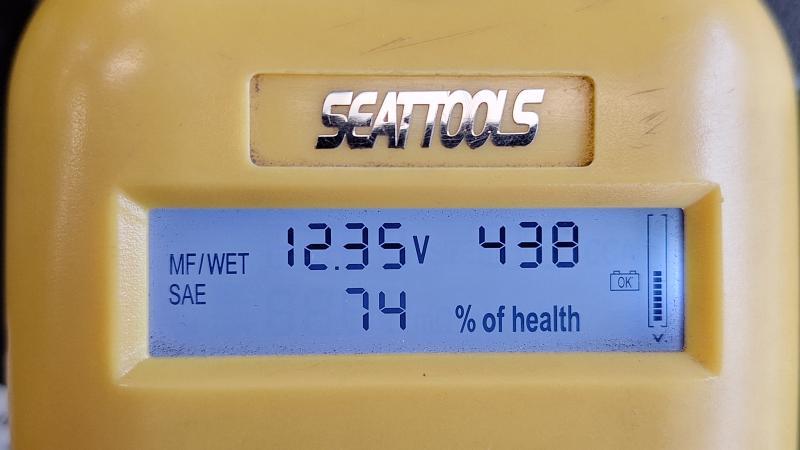 SEATTOOLS
MF/WET 12.35V 438
SAE 74 % of health
OK